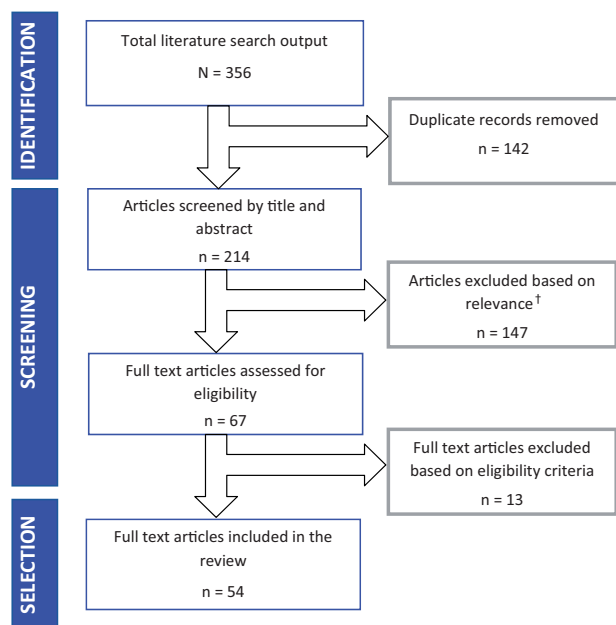 IDENTIFICATION
Total literature search output
N = 356
Duplicate records removed
n = 142
SCREENING
Articles screened by title and
abstract
n = 214
Articles excluded based on
relevance†
n = 147
Full text articles assessed for
eligibility
n = 67
Full text articles excluded
based on eligibility criteria
n = 13
SELECTION
Full text articles included in the
review
n = 54